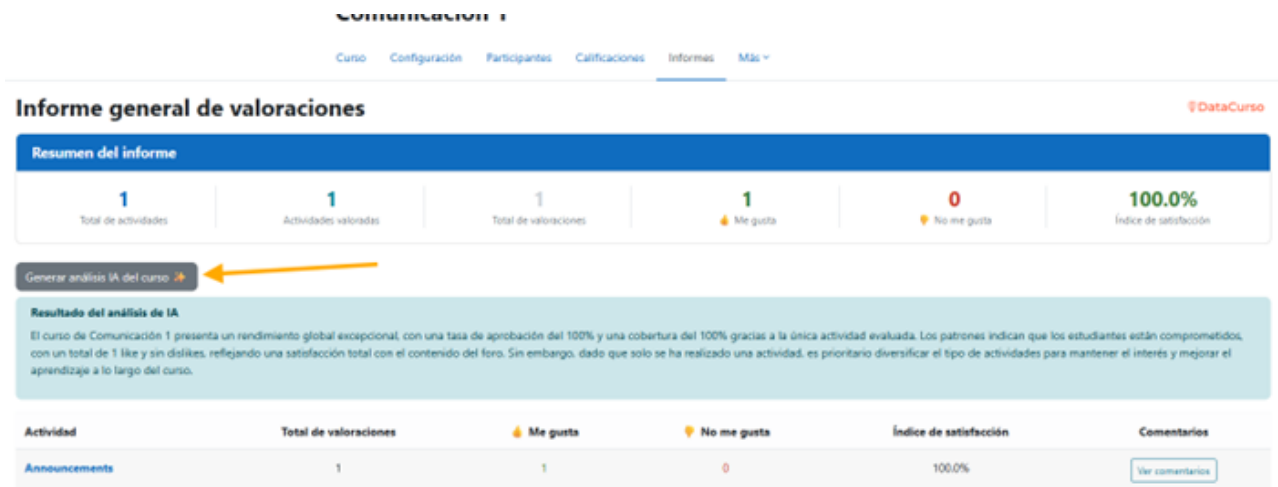 Comunicación 1
Curso Configuración Participantes Calificaciones Informes Más
Informe general de valoraciones
DataCurso
Resumen del informe
1 1 1 1 0 100.0%
Total de actividades Actividades valoradas Total de valoraciones Me gusta No me gusta Índice de satisfacción
Generar análisis IA del curso
Resultado del análisis de IA
El curso de Comunicación 1 presenta un rendimiento global excepcional, con una tasa de aprobación del 100% y una cobertura del 100% gracias a la única actividad evaluada. Los patrones indican que los estudiantes están comprometidos,
con un total de 1 like y sin dislikes, reflejando una satisfacción total con el contenido del foro. Sin embargo, dado que solo se ha realizado una actividad, es prioritario diversificar el tipo de actividades para mantener el interés y mejorar el
aprendizaje a lo largo del curso.
Actividad Total de valoraciones Me gusta No me gusta Índice de satisfacción Comentarios
Announcements 1 1 0 100.0% Ver comentarios